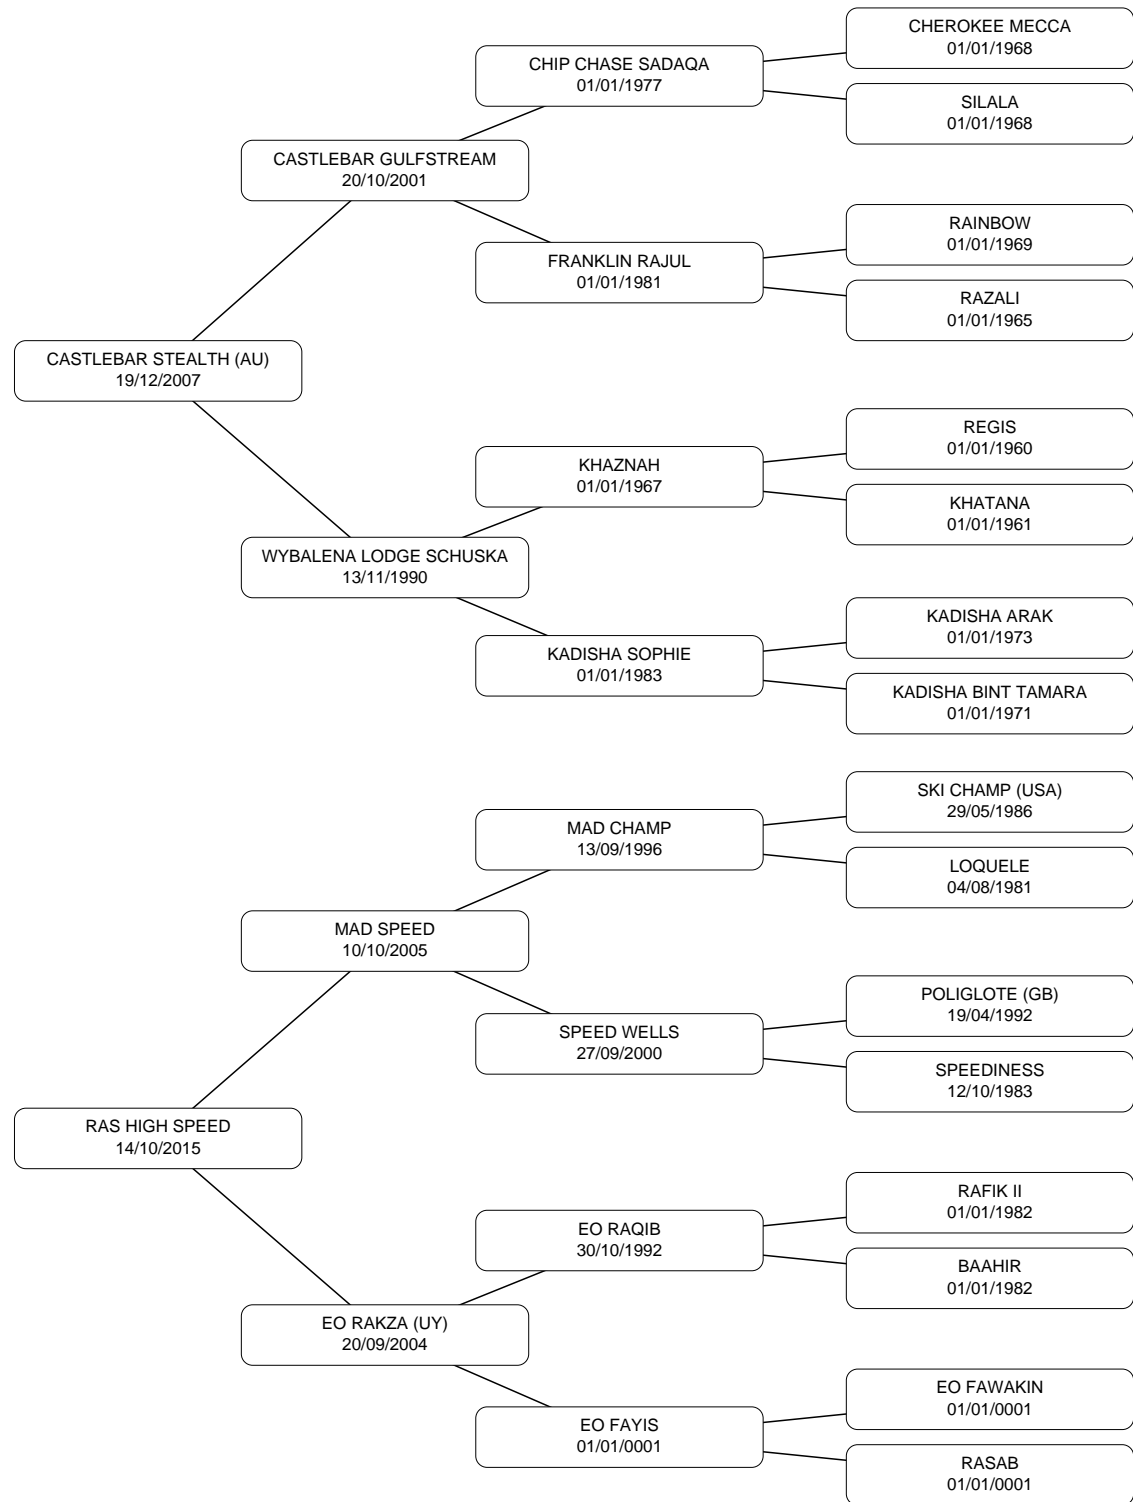 CHEROKEE MECCA
01/01/1968
CHIP CHASE SADAQA
01/01/1977
SILALA
01/01/1968
CASTLEBAR GULFSTREAM
20/10/2001
RAINBOW
01/01/1969
FRANKLIN RAJUL
01/01/1981
RAZALI
01/01/1965
CASTLEBAR STEALTH (AU)
19/12/2007
REGIS
01/01/1960
KHAZNAH
01/01/1967
KHATANA
01/01/1961
WYBALENA LODGE SCHUSKA
13/11/1990
KADISHA ARAK
01/01/1973
KADISHA SOPHIE
01/01/1983
KADISHA BINT TAMARA
01/01/1971
SKI CHAMP (USA)
29/05/1986
MAD CHAMP
13/09/1996
LOQUELE
04/08/1981
MAD SPEED
10/10/2005
POLIGLOTE (GB)
19/04/1992
SPEED WELLS
27/09/2000
SPEEDINESS
12/10/1983
RAS HIGH SPEED
14/10/2015
RAFIK II
01/01/1982
EO RAQIB
30/10/1992
BAAHIR
01/01/1982
EO RAKZA (UY)
20/09/2004
EO FAWAKIN
01/01/0001
EO FAYIS
01/01/0001
RASAB
01/01/0001